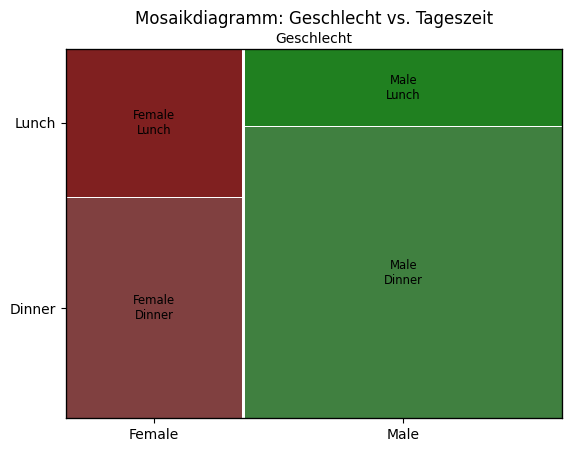 Mosaikdiagramm: Geschlecht vs. Tageszeit
Geschlecht
Male
Lunch
Lunch
Female
Lunch
Male
Dinner
Dinner
Female
Dinner
Female
Male